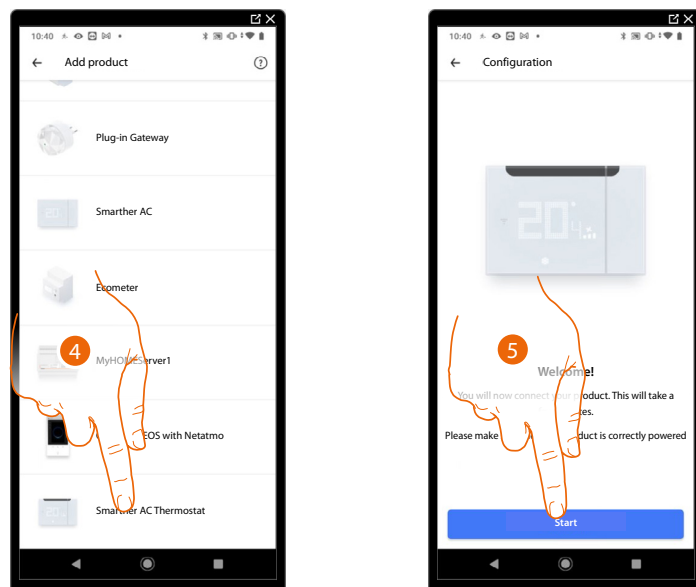 10:40
Add product
?
Plug-in Gateway
Smarther AC
Ecometer
4
MyHOMEServer1
EOS with Netatmo
Smarther AC Thermostat
10:40
Configuration
20
5
Welcome!
You will now connect your product. This will take a
Please make duct is correctly powered
Start